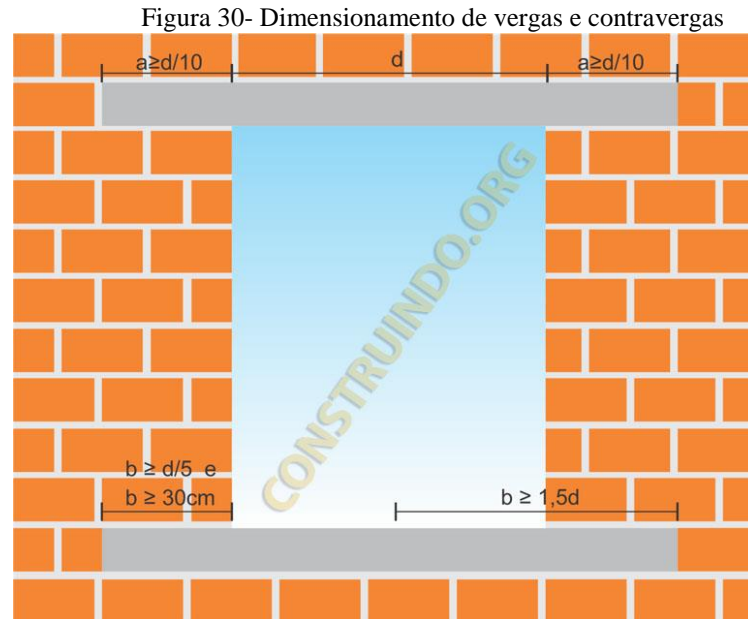 Figura 30- Dimensionamento de vergas e contravergas
a≥d/10 d a≥d/10
CONSTRUINDO.ORG
b ≥ d/5 e
b ≥ 30cm b ≥ 1,5d